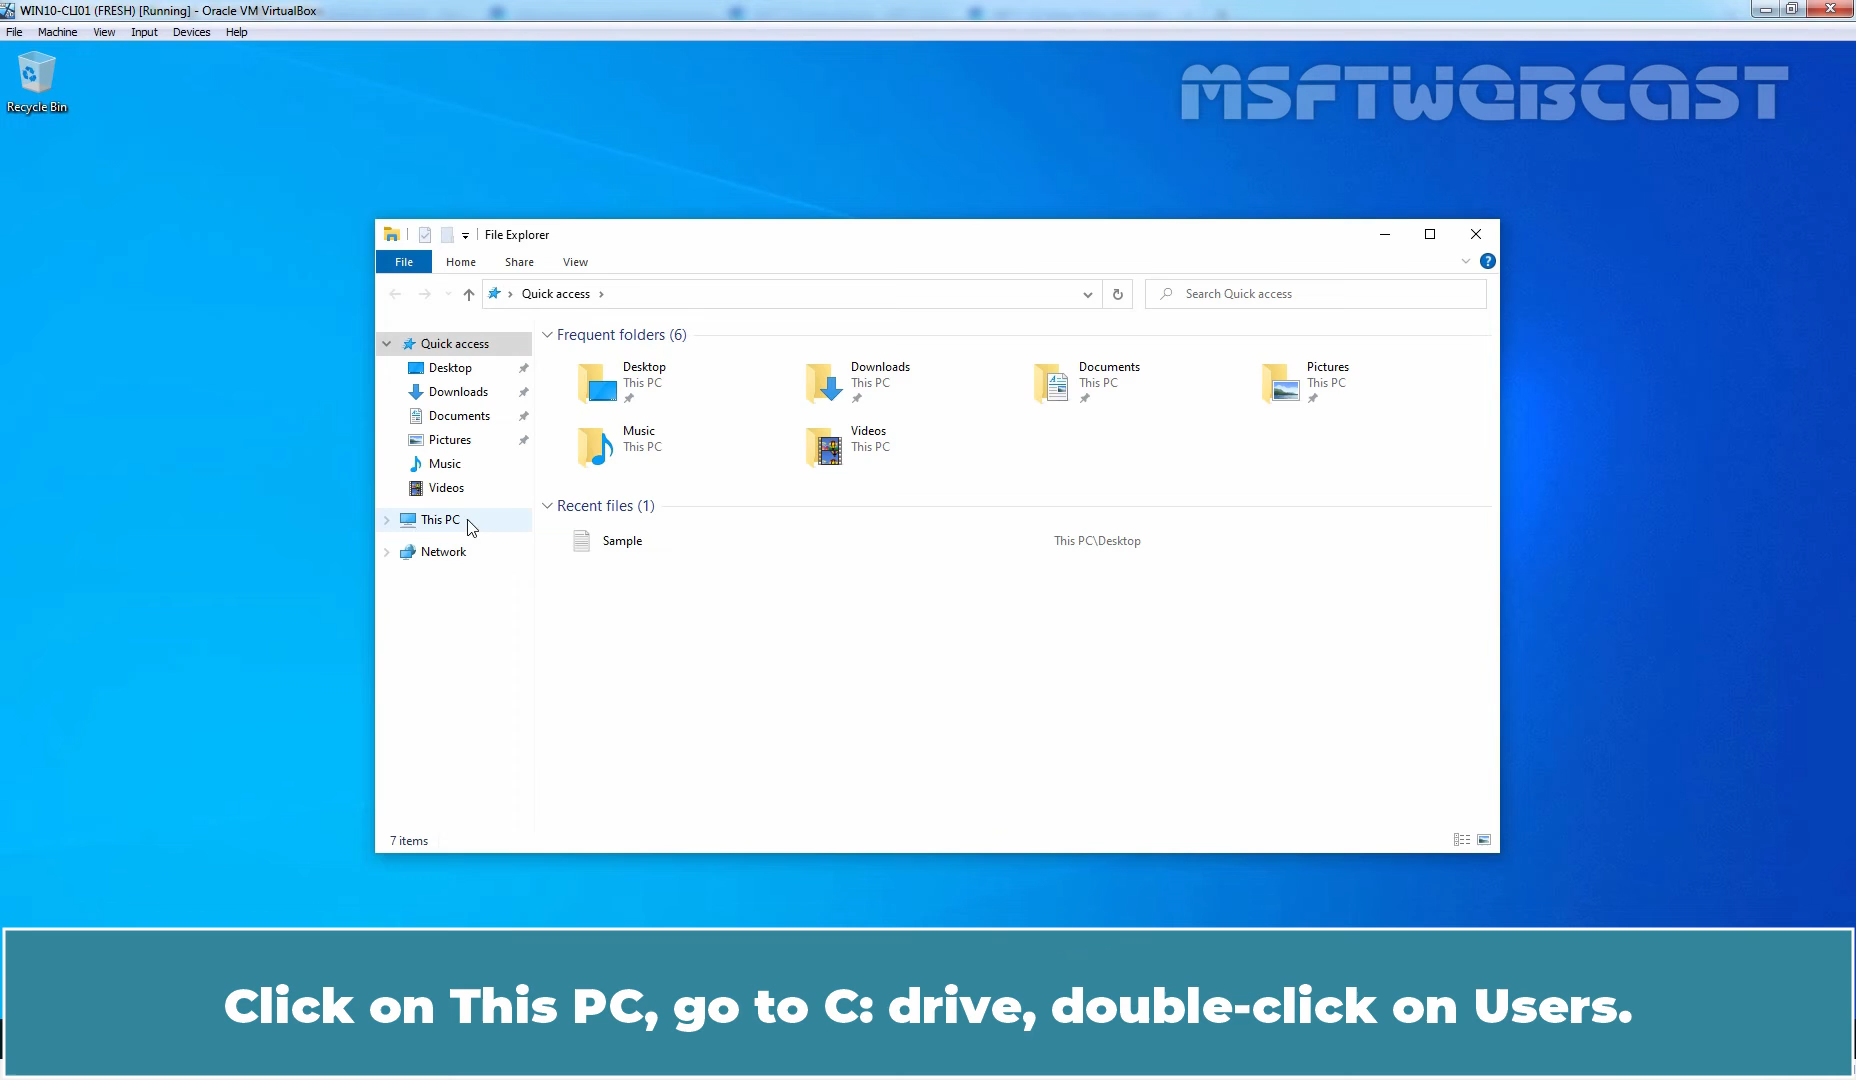 WIN10-CLI01 (FRESH) [Running] - Oracle VM VirtualBox
File Machine View Input Devices Help
Recycle Bin
MSFTWEBCAST
File Explorer
File Home Share View
Quick access
Search Quick access
Quick access
Desktop
Downloads
Documents
Pictures
Music
Videos
This PC
Network
Frequent folders (6)
Desktop
This PC
Downloads
This PC
Documents
This PC
Pictures
This PC
Music
This PC
Videos
This PC
Recent files (1)
Sample This PC\Desktop
7 items
Click on This PC, go to C: drive, double-click on Users.